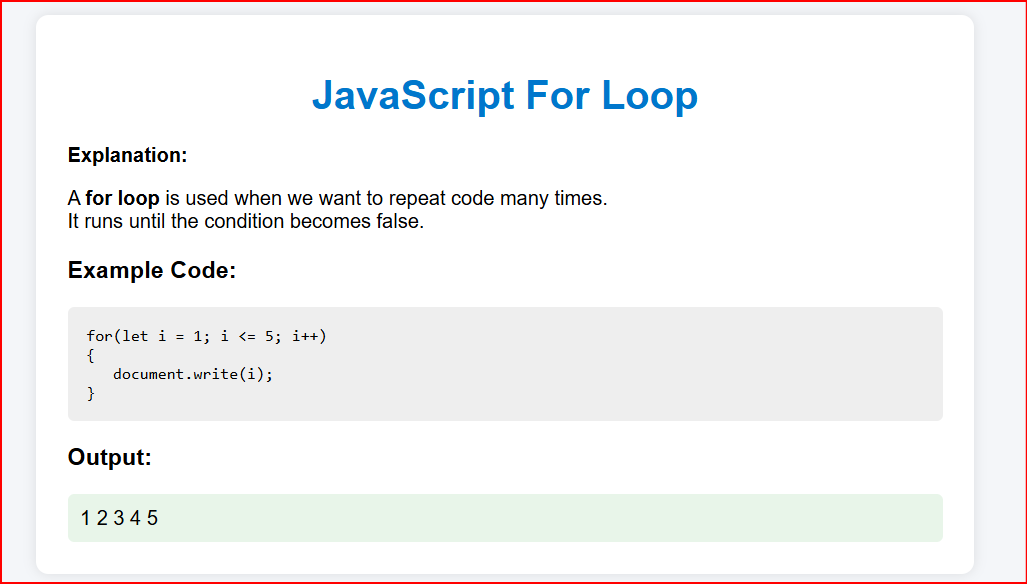 JavaScript For Loop
Explanation:
A for loop is used when we want to repeat code many times.
It runs until the condition becomes false.
Example Code:
for(let i = 1; i <= 5; i++)
{
   document.write(i);
}
Output:
1 2 3 4 5